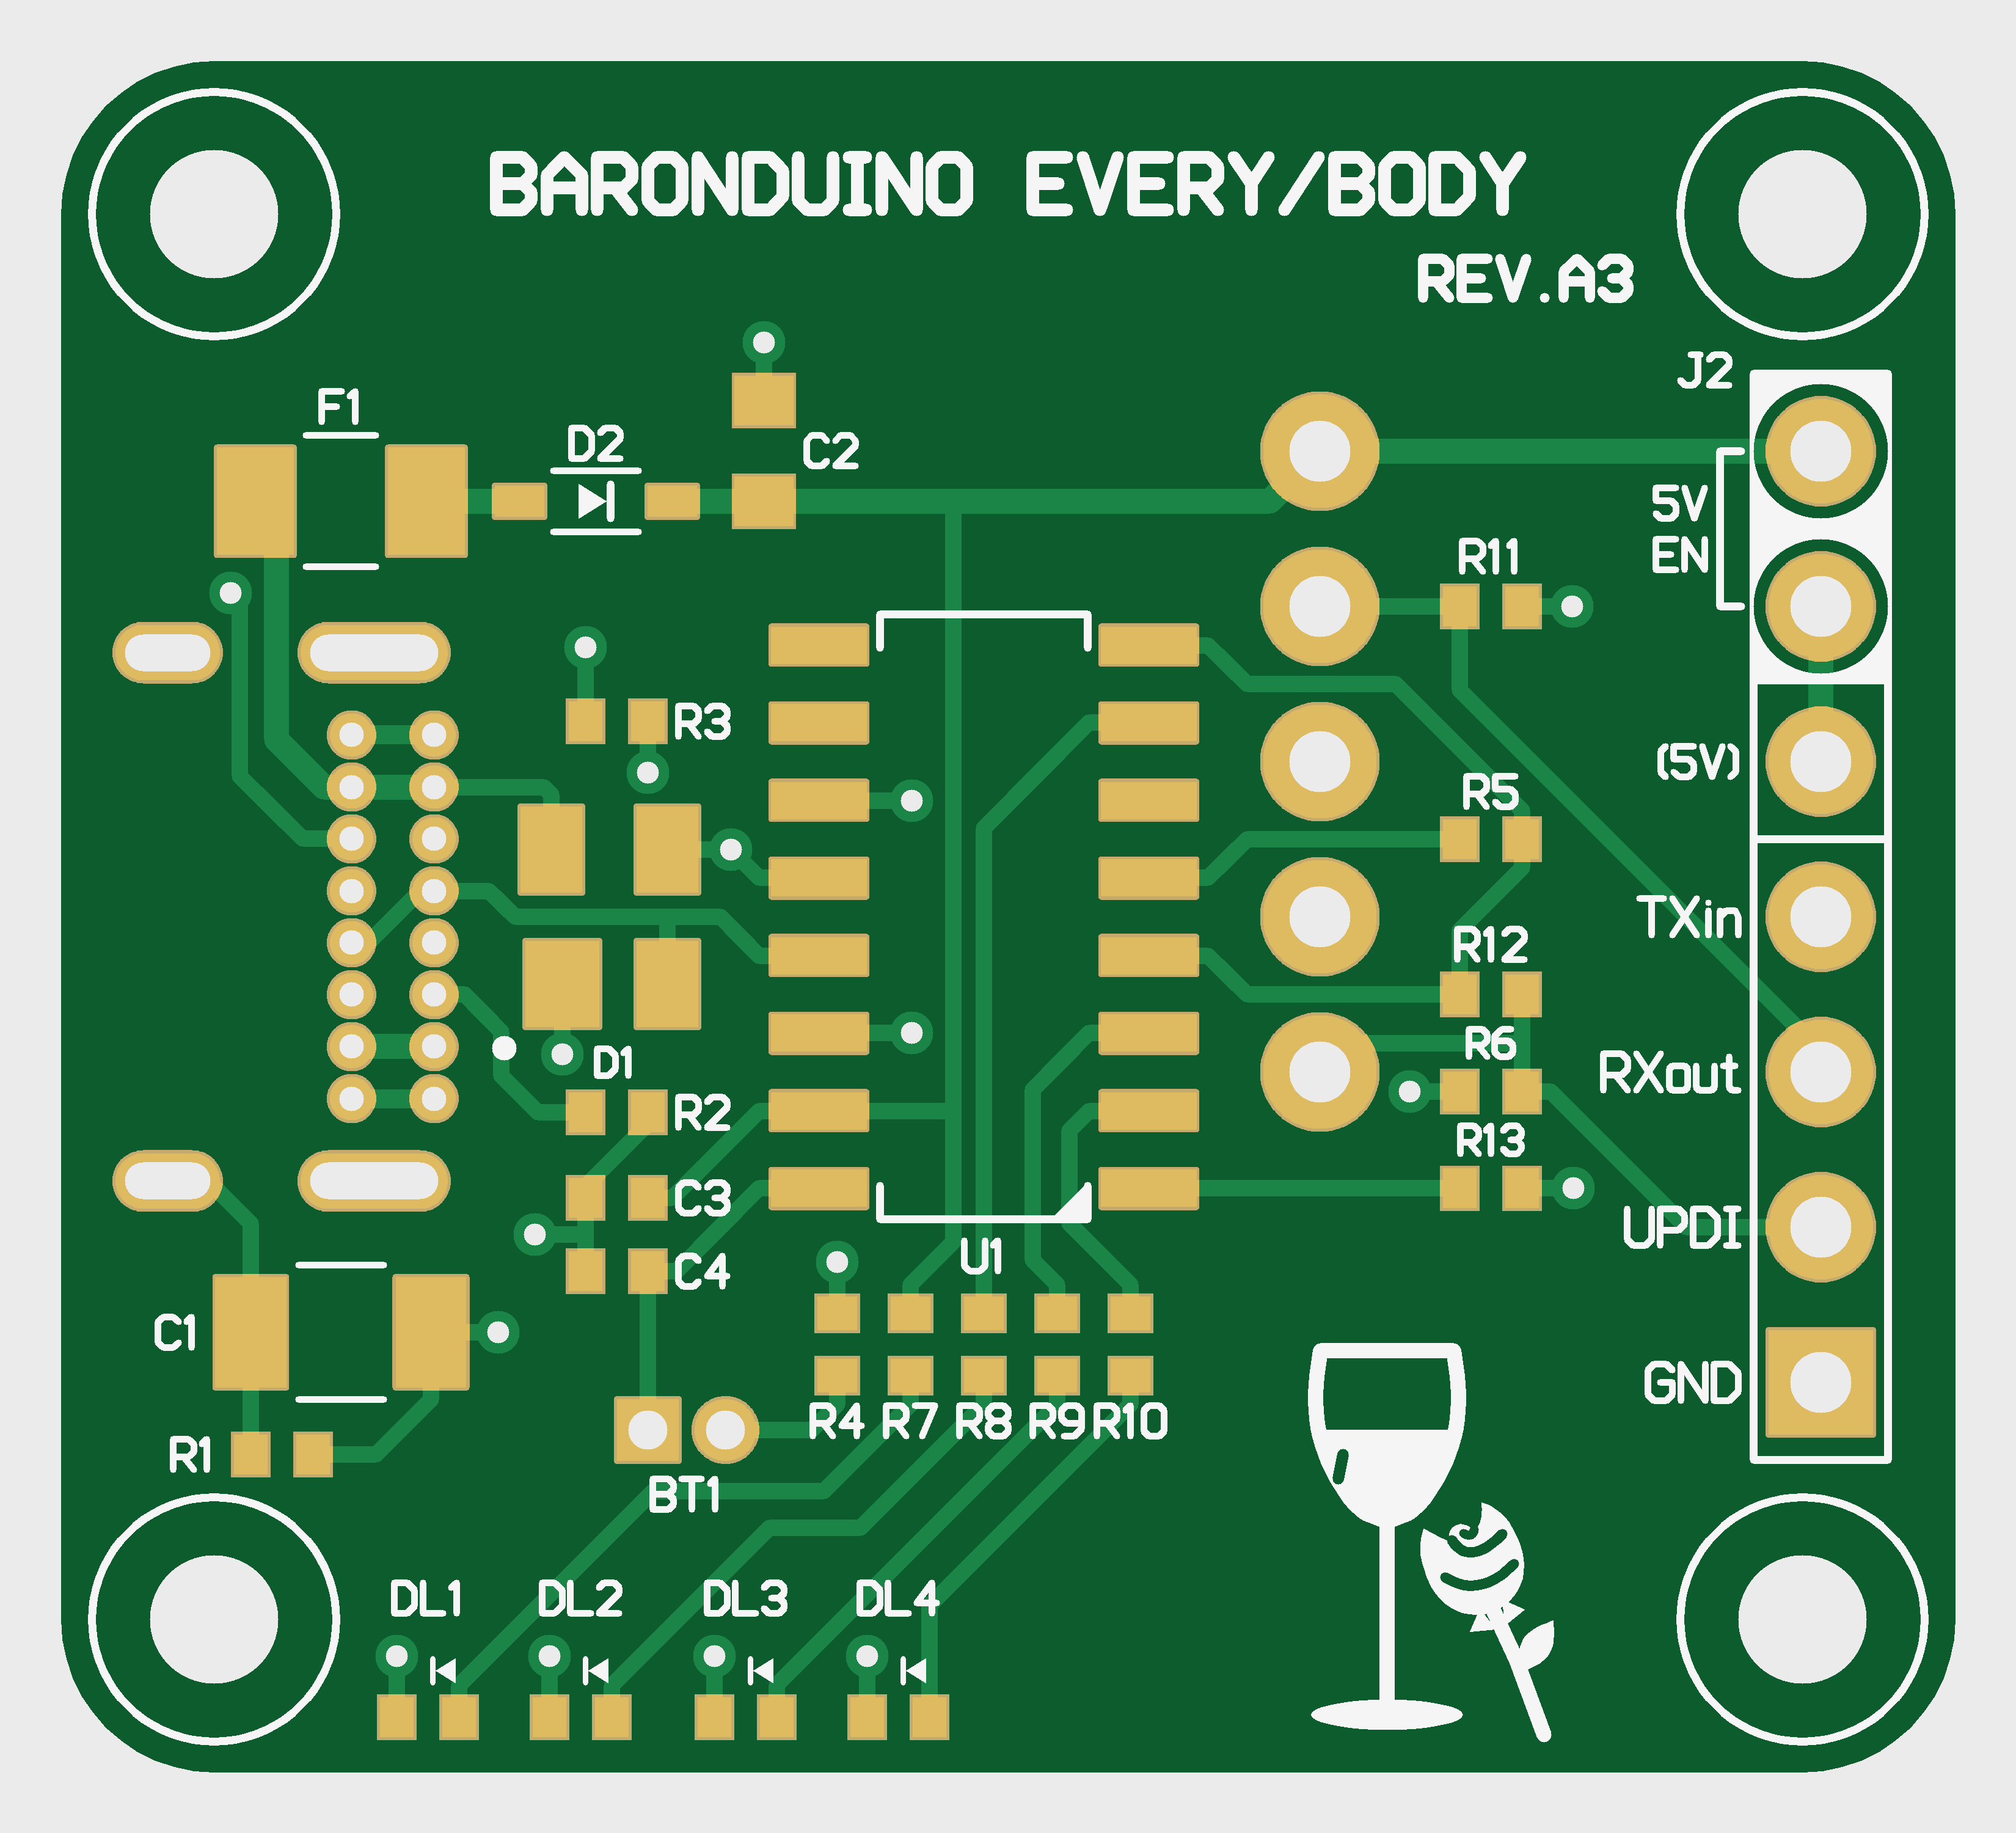 BARONDUINO EVERY/BODY
REV.A3
J2
F1
D2
C2
5V
EN
R11
R3
(5V)
R5
TXin
R12
R6
D1
RXout
R2
R13
C3
UPDI
U1
C4
C1
GND
R4 R7 R8 R9 R10
R1
BT1
DL1 DL2 DL3 DL4